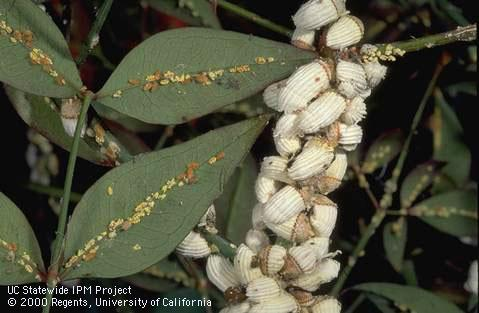 UC Statewide IPM Project
© 2000 Regents, University of California